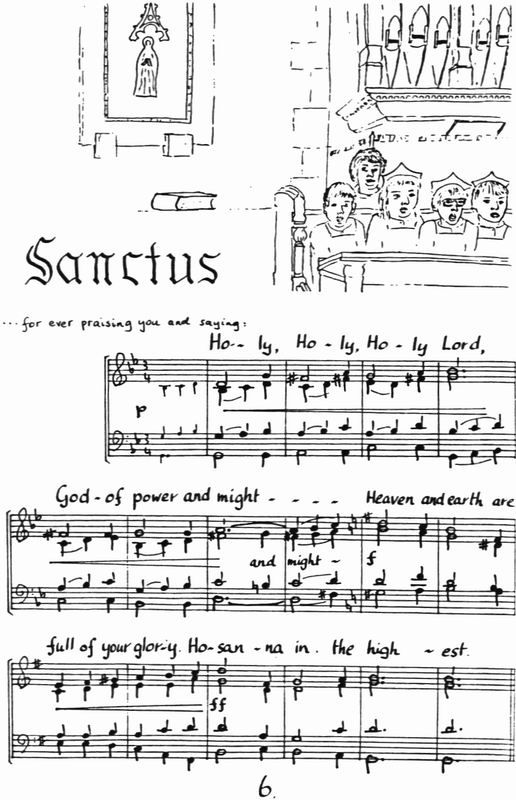 Sanctus
...for ever praising you and saying:
Ho-- ly, Ho - ly, Ho - ly Lord,
p
God - of power and might - - - - Heaven and earth are
and might - f
full of your glor-y. Ho-san - na in. the high - est.
ff
6.